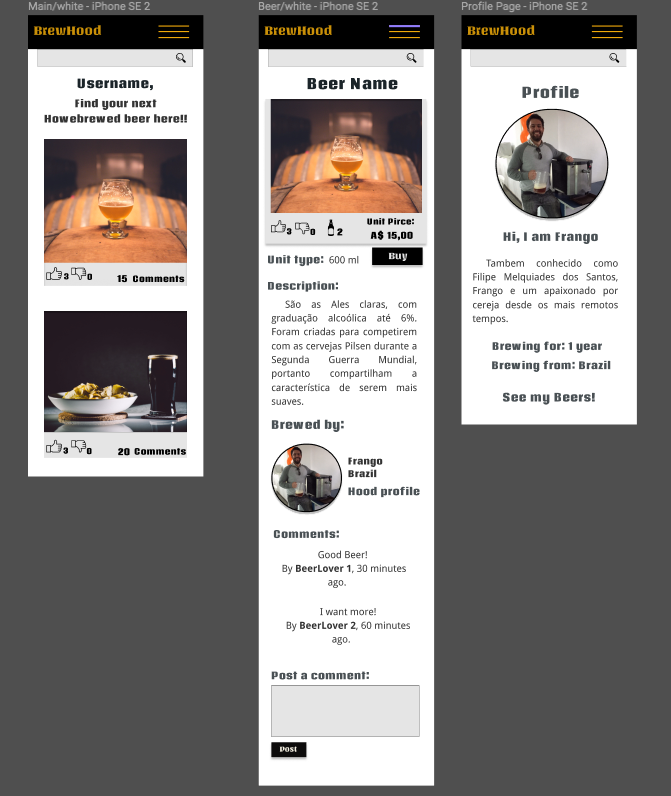 Main/white - iPhone SE 2
BrewHood
Username,
Find your next
Howebrewed beer here!!
3
0
15 Comments
3
0
20 Comments
Beer/white - iPhone SE 2
BrewHood
Beer Name
3
0
2
Unit Pirce:
A$ 15,00
Unit type: 600 ml
Buy
Description:
São as Ales claras, com
graduação alcoólica até 6%.
Foram criadas para competirem
com as cervejas Pilsen durante a
Segunda Guerra Mundial,
portanto compartilham a
característica de serem mais
suaves.
Brewed by:
Frango
Brazil
Hood profile
Comments:
Good Beer!
By BeerLover 1, 30 minutes
ago.
I want more!
By BeerLover 2, 60 minutes
ago.
Post a comment:
Post
Profile Page - iPhone SE 2
BrewHood
Profile
Hi, I am Frango
Tambem conhecido como
Filipe Melquiades dos Santos,
Frango e um apaixonado por
cereja desde os mais remotos
tempos.
Brewing for: 1 year
Brewing from: Brazil
See my Beers!